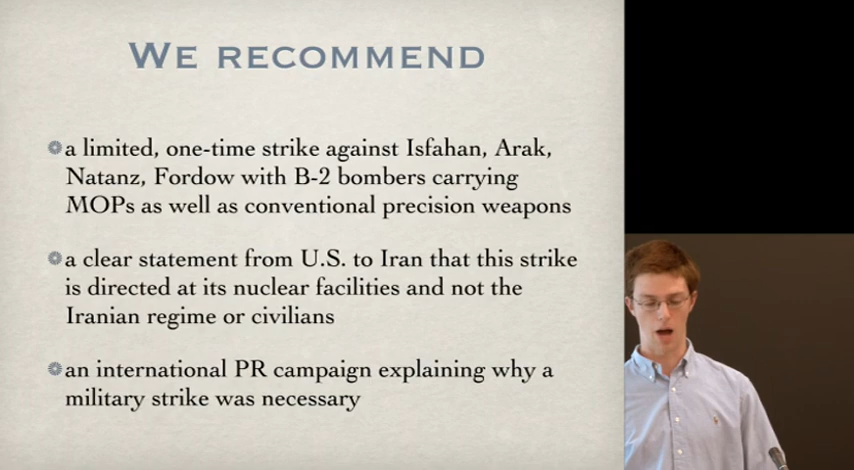 WE RECOMMEND
a limited, one-time strike against Isfahan, Arak,
Natanz, Fordow with B-2 bombers carrying
MOPs as well as conventional precision weapons
a clear statement from U.S. to Iran that this strike
is directed at its nuclear facilities and not the
Iranian regime or civilians
an international PR campaign explaining why a
military strike was necessary